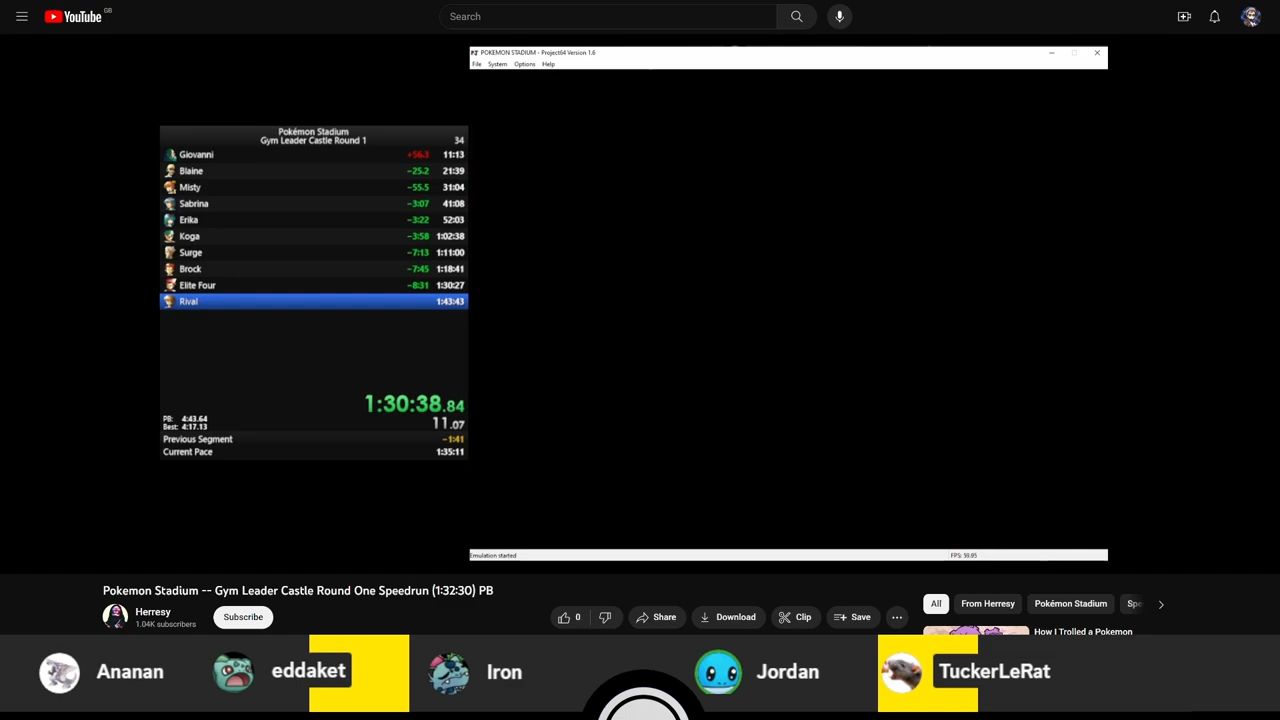 YouTube GB
Search
POKEMON STADIUM - Project64 Version 1.6
File System Options Help
Pokémon Stadium
Gym Leader Castle Round 1 34
Giovanni +56.3 11:13
Blaine -25.2 21:39
Misty -55.5 31:04
Sabrina -3:07 41:08
Erika -3:22 52:03
Koga -3:58 1:02:38
Surge -7:13 1:11:00
Brock -7:45 1:18:41
Elite Four -8:31 1:30:27
Rival 1:43:43
1:30:38.84
PB: 4:43.64
Best: 4:17.13
11.07
Previous Segment -1:41
Current Pace 1:35:11
Emulation started FPS: 59.95
Pokemon Stadium -- Gym Leader Castle Round One Speedrun (1:32:30) PB
Herresy
1.04K subscribers
Subscribe
0 Share Download Clip Save
All From Herresy Pokémon Stadium Spe
How I Trolled a Pokemon
Ananan eddaket Iron Jordan TuckerLeRat